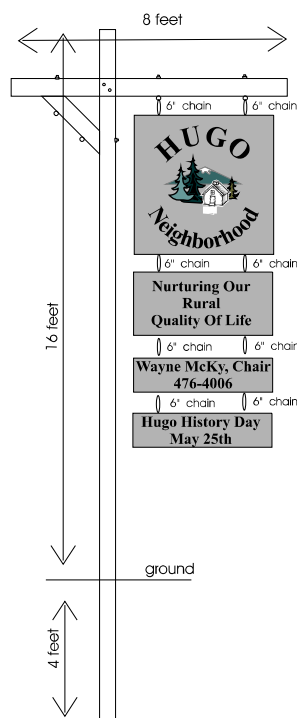 8 feet
6" chain
6" chain
HUGO
Neighborhood
6" chain
6" chain
Nurturing Our
Rural
Quality Of Life
16 feet
6" chain
6" chain
Wayne McKy, Chair
476-4006
6" chain
6" chain
Hugo History Day
May 25th
ground
4 feet